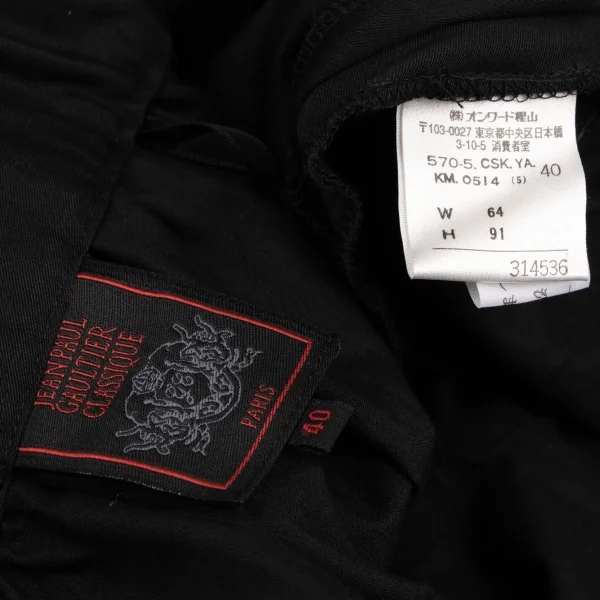 ㈱オンワード樫山
〒103-0027 東京都中央区日本橋
3-10-5 消費者室
570-5. CSK. YA. 40
KM. 0514 (5)
W 64
H 91
314536
JEAN PAUL
GAULTIER
CLASSIQUE
PARIS
40